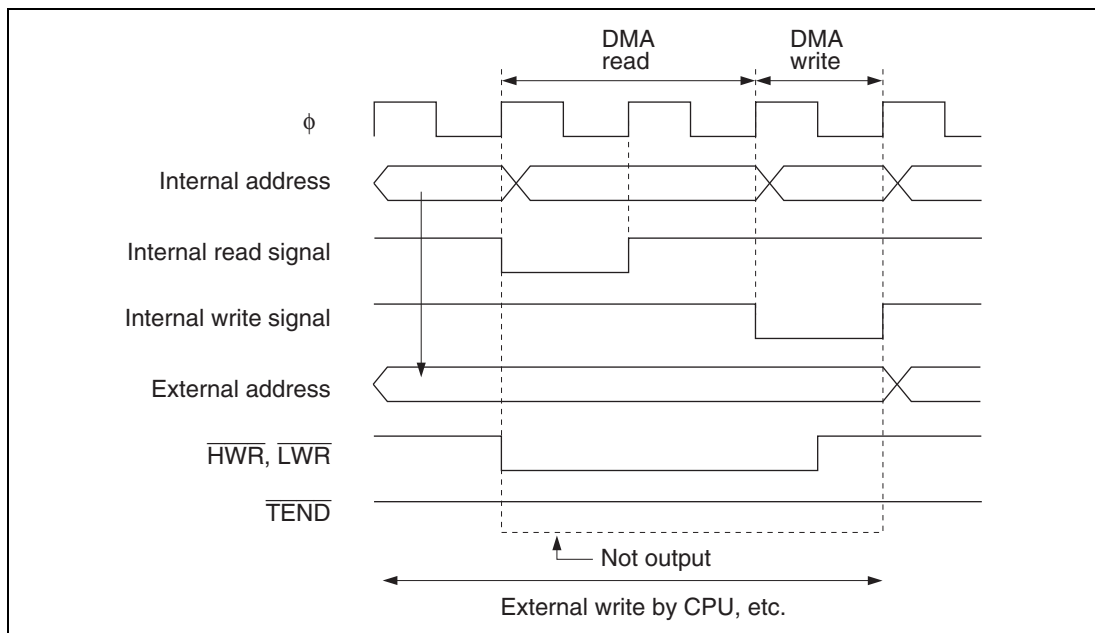 DMA
read
DMA
write
ϕ
Internal address
Internal read signal
Internal write signal
External address
HWR, LWR
TEND
Not output
External write by CPU, etc.